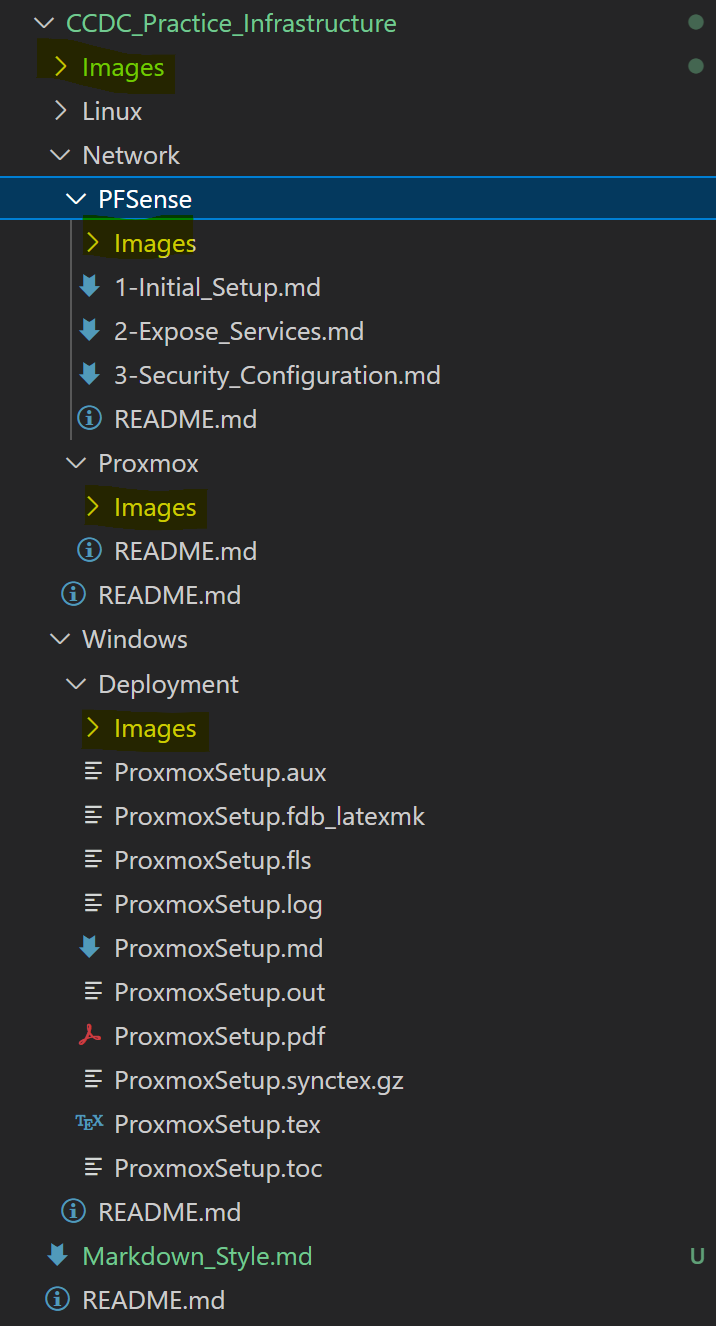 CCDC_Practice_Infrastructure
Images
Linux
Network
PFSense
Images
1-Initial_Setup.md
2-Expose_Services.md
3-Security_Configuration.md
README.md
Proxmox
Images
README.md
README.md
Windows
Deployment
Images
ProxmoxSetup.aux
ProxmoxSetup.fdb_latexmk
ProxmoxSetup.fls
ProxmoxSetup.log
ProxmoxSetup.md
ProxmoxSetup.out
ProxmoxSetup.pdf
ProxmoxSetup.synctex.gz
TEX ProxmoxSetup.tex
ProxmoxSetup.toc
README.md
Markdown_Style.md U
README.md